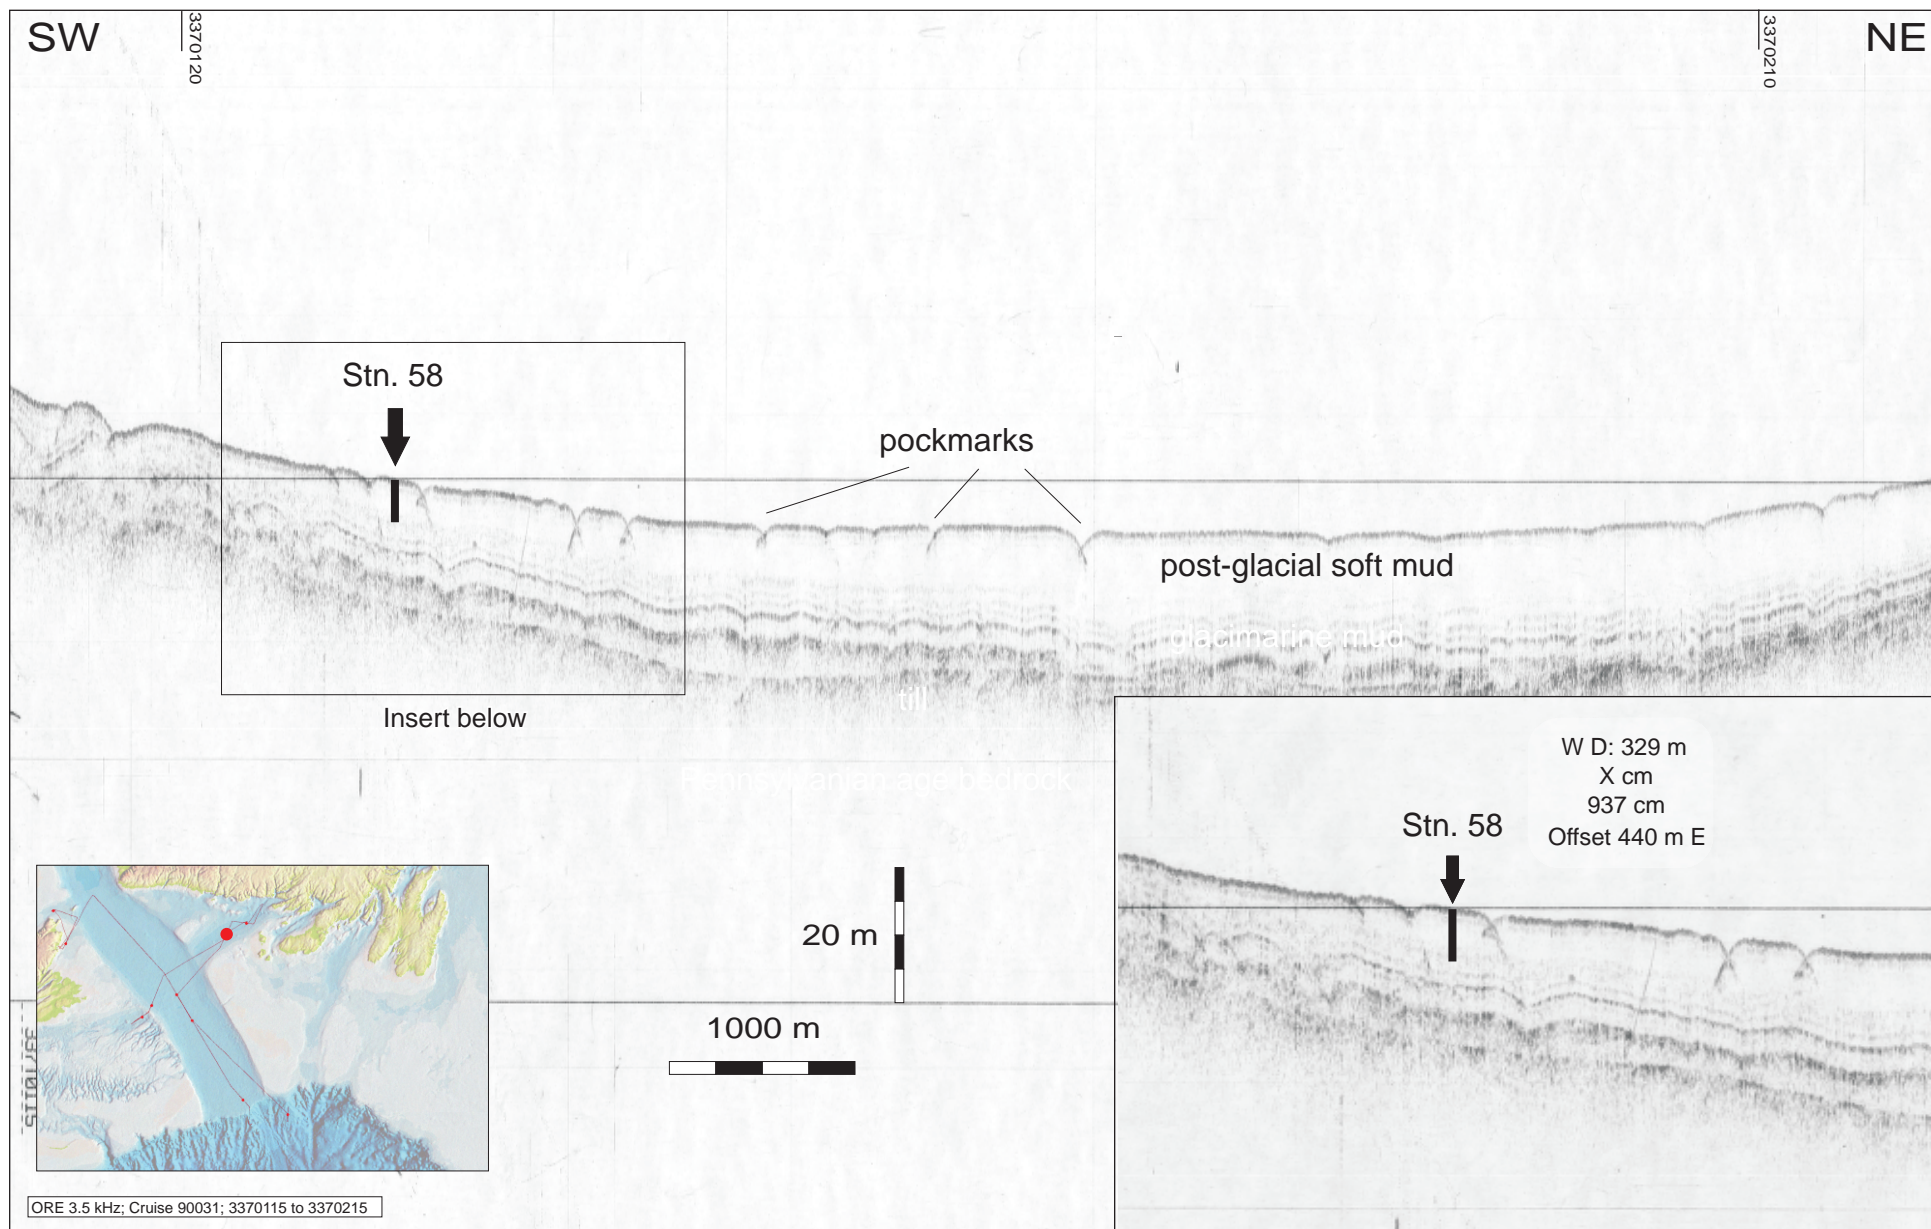 SW
3370120
3370210
NE
Stn. 58
pockmarks
post-glacial soft mud
glacimarine mud
till
Insert below
Pennsylvanian age bedrock
W D: 329 m
X cm
937 cm
Offset 440 m E
Stn. 58
20 m
1000 m
ORE 3.5 kHz; Cruise 90031; 3370115 to 3370215